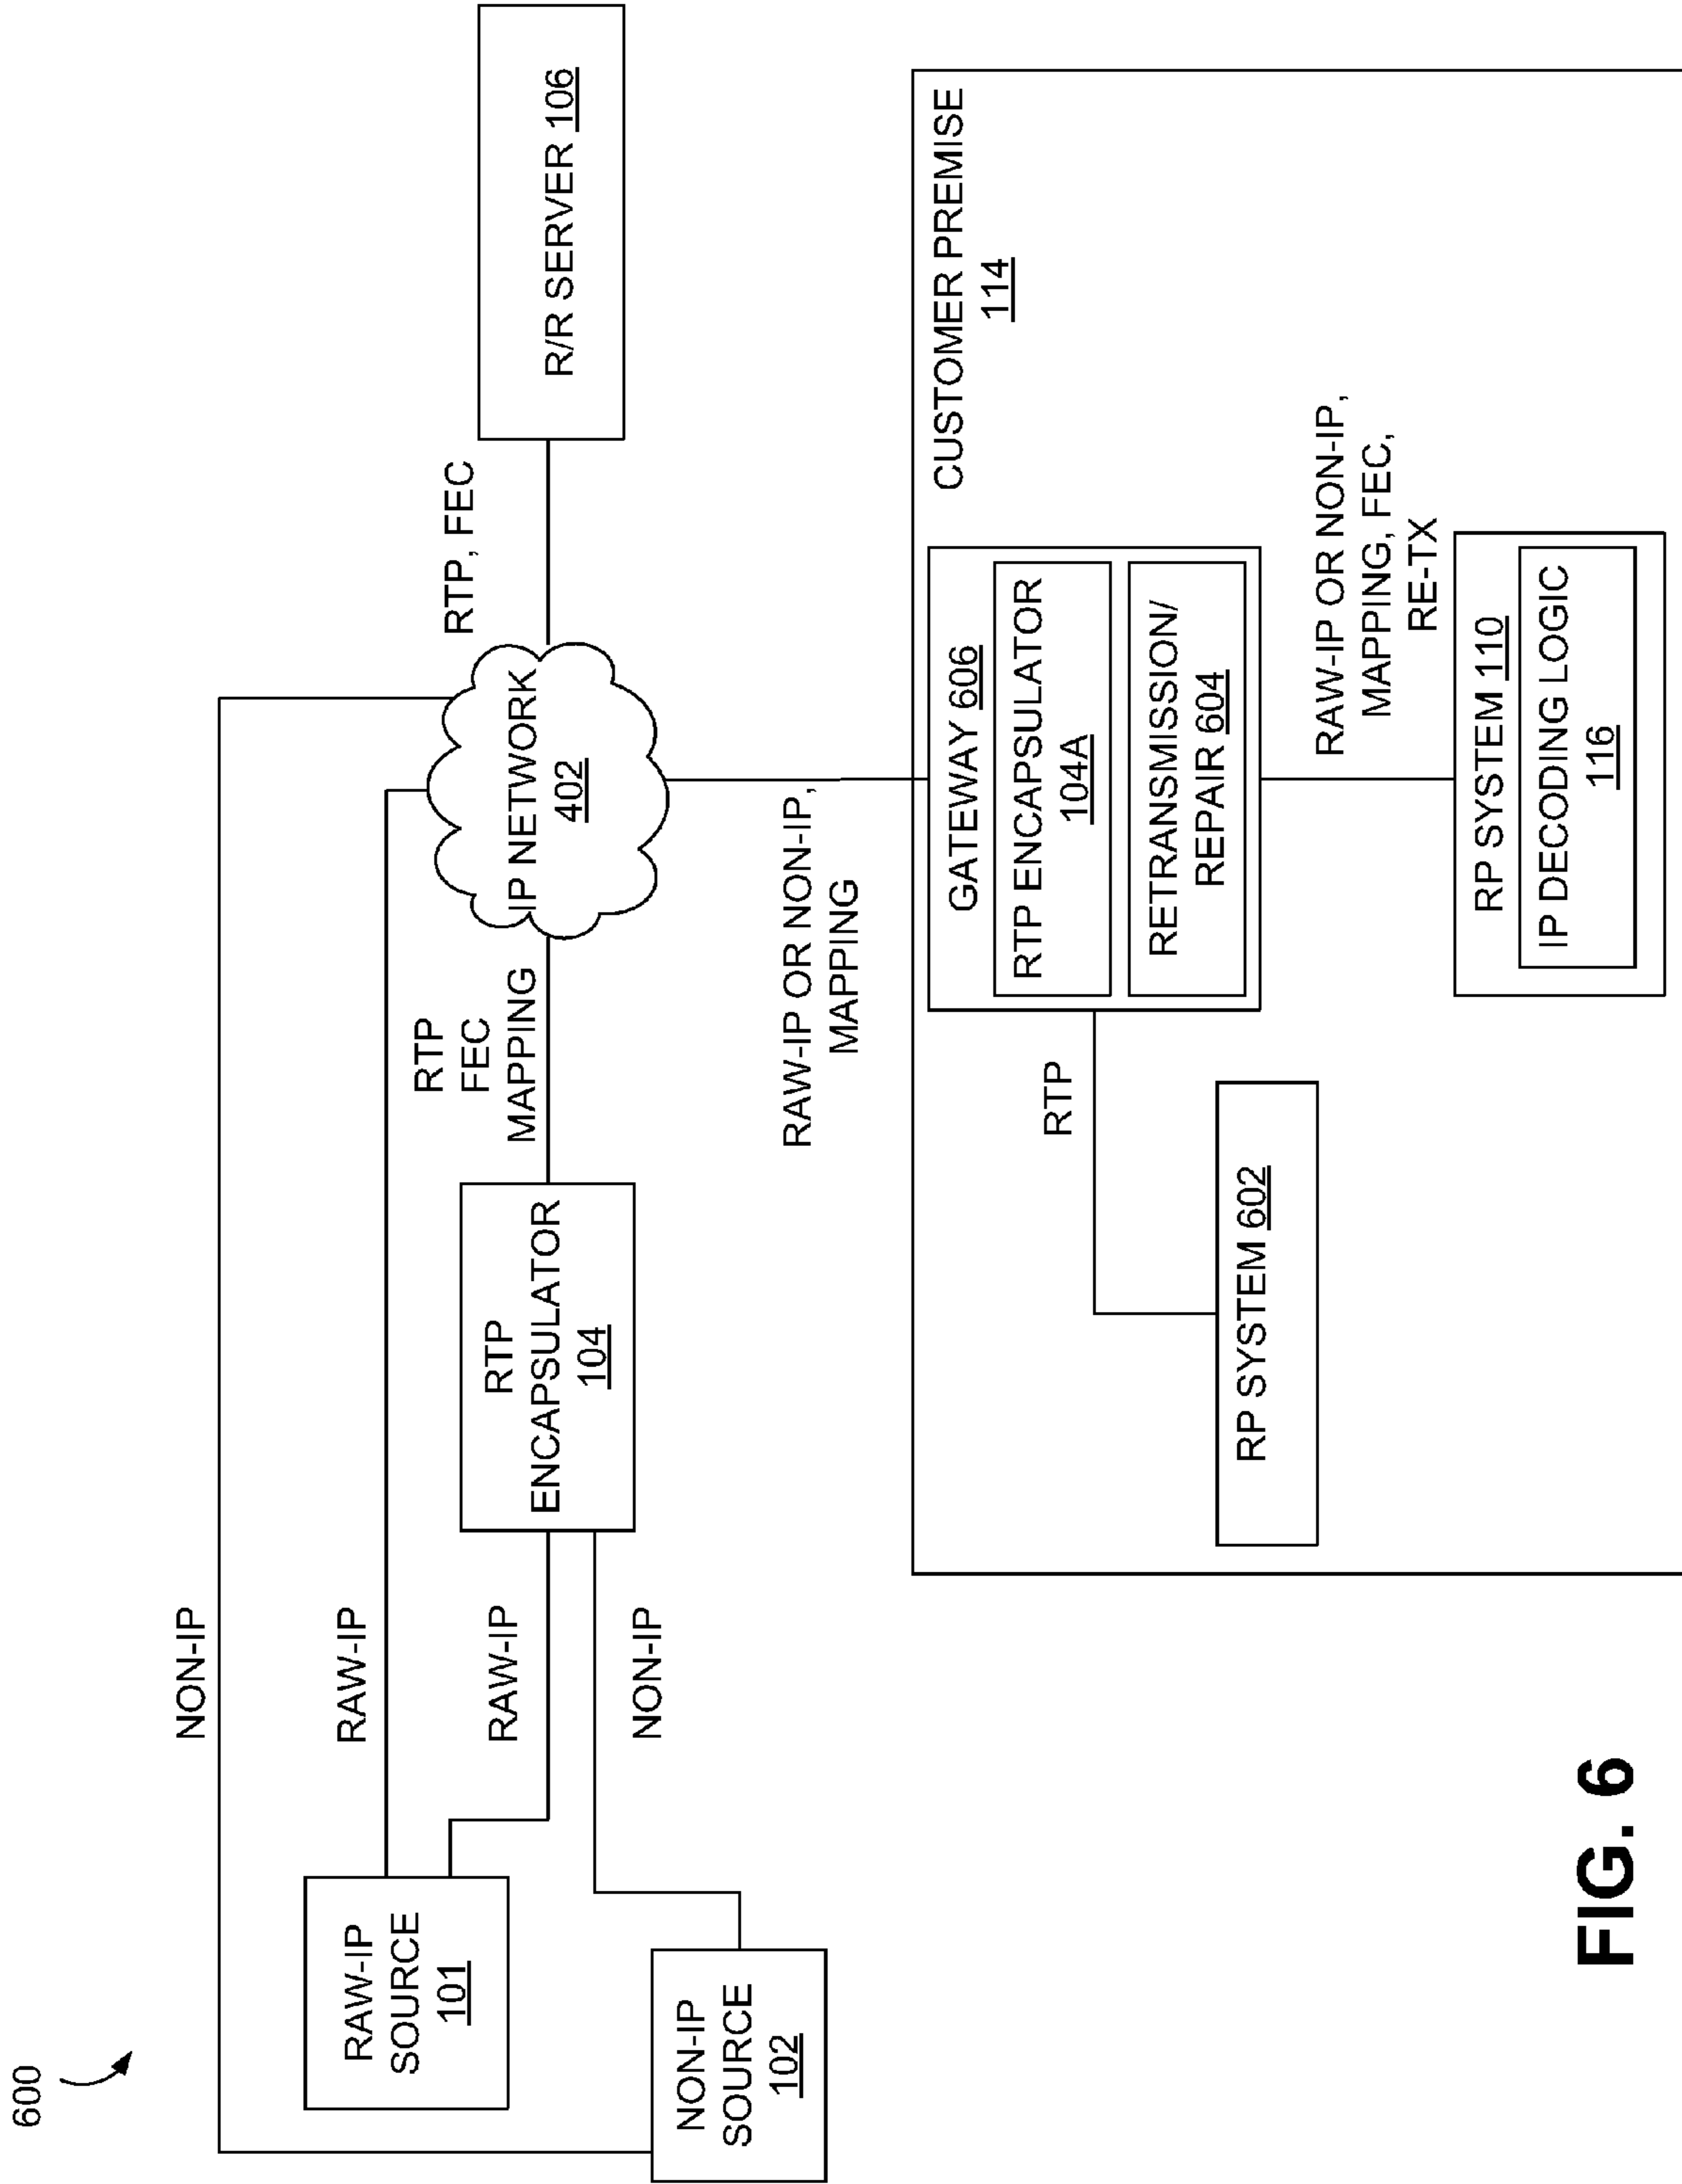 600
NON-IP
RAW-IP
RAW-IP
NON-IP
RAW-IP
SOURCE
101
NON-IP
SOURCE
102
RTP
ENCAPSULATOR
104
RTP
FEC
MAPPING
IP NETWORK
402
RTP, FEC
R/R SERVER 106
RAW-IP OR NON-IP,
MAPPING
CUSTOMER PREMISE
114
GATEWAY 606
RTP ENCAPSULATOR
104A
RETRANSMISSION/
REPAIR 604
RTP
RP SYSTEM 602
RAW-IP OR NON-IP,
MAPPING, FEC,
RE-TX
RP SYSTEM 110
IP DECODING LOGIC
116
FIG. 6